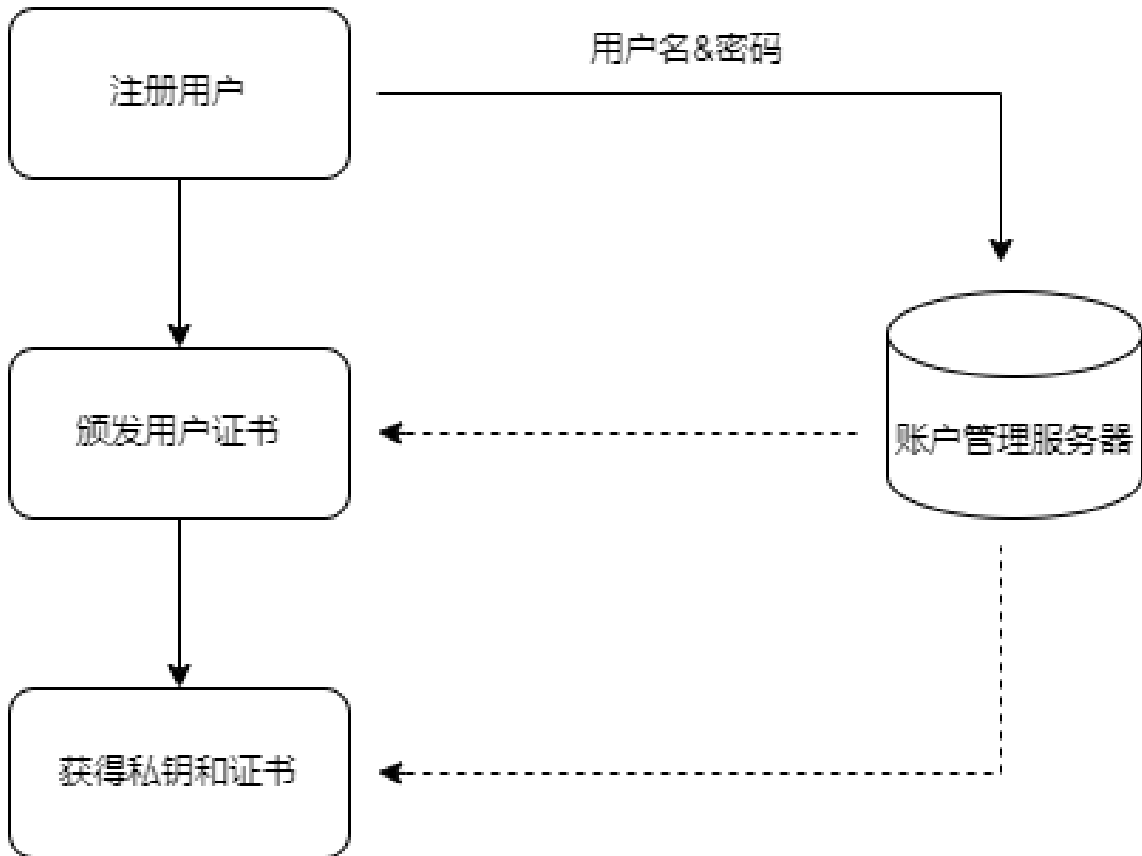 注册用户
用户名&密码
颁发用户证书
账户管理服务器
获得私钥和证书